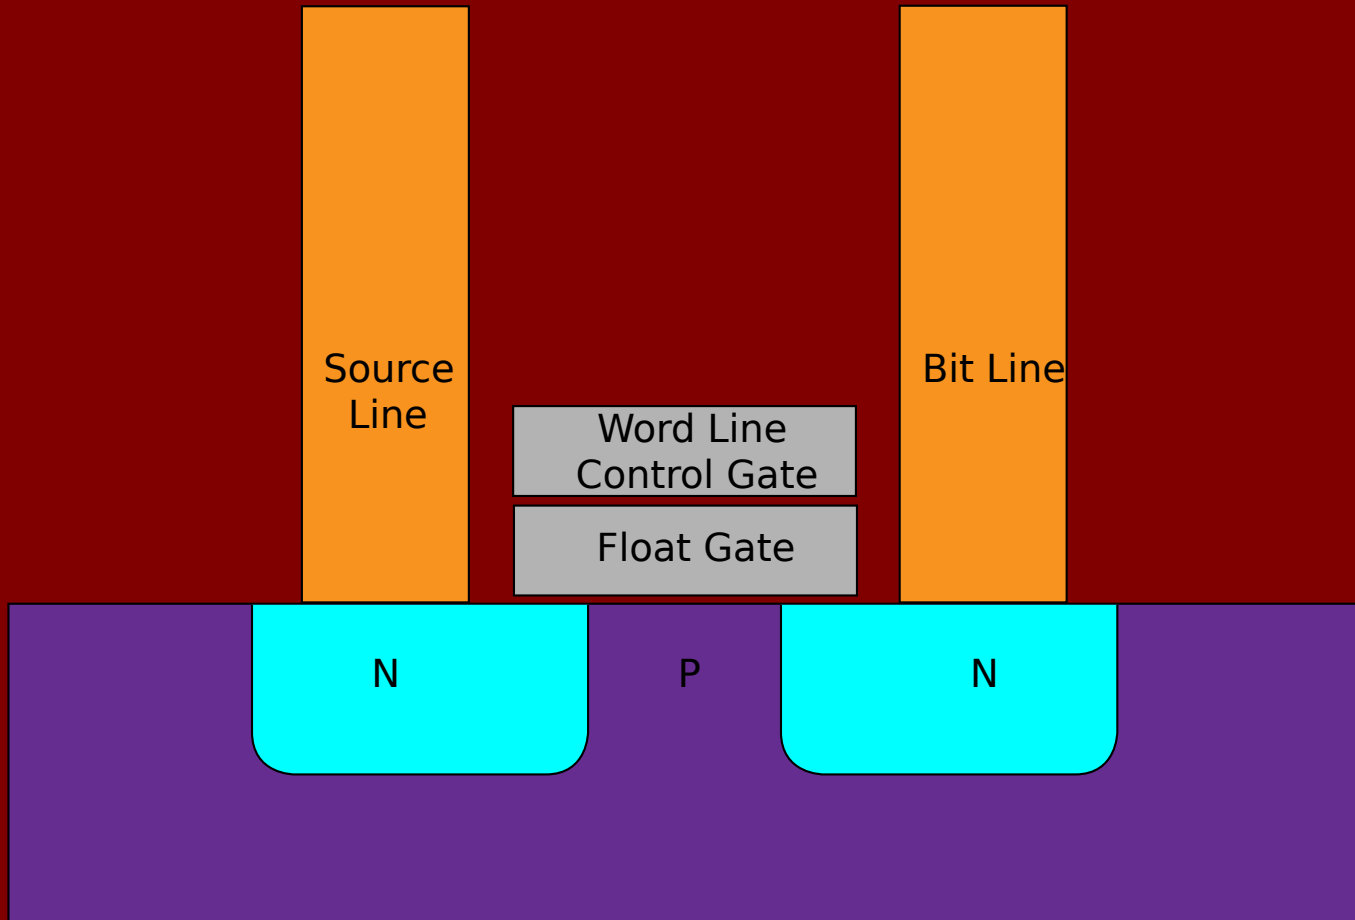 Source
Line
Bit Line
Word Line
Control Gate
Float Gate
N
P
N